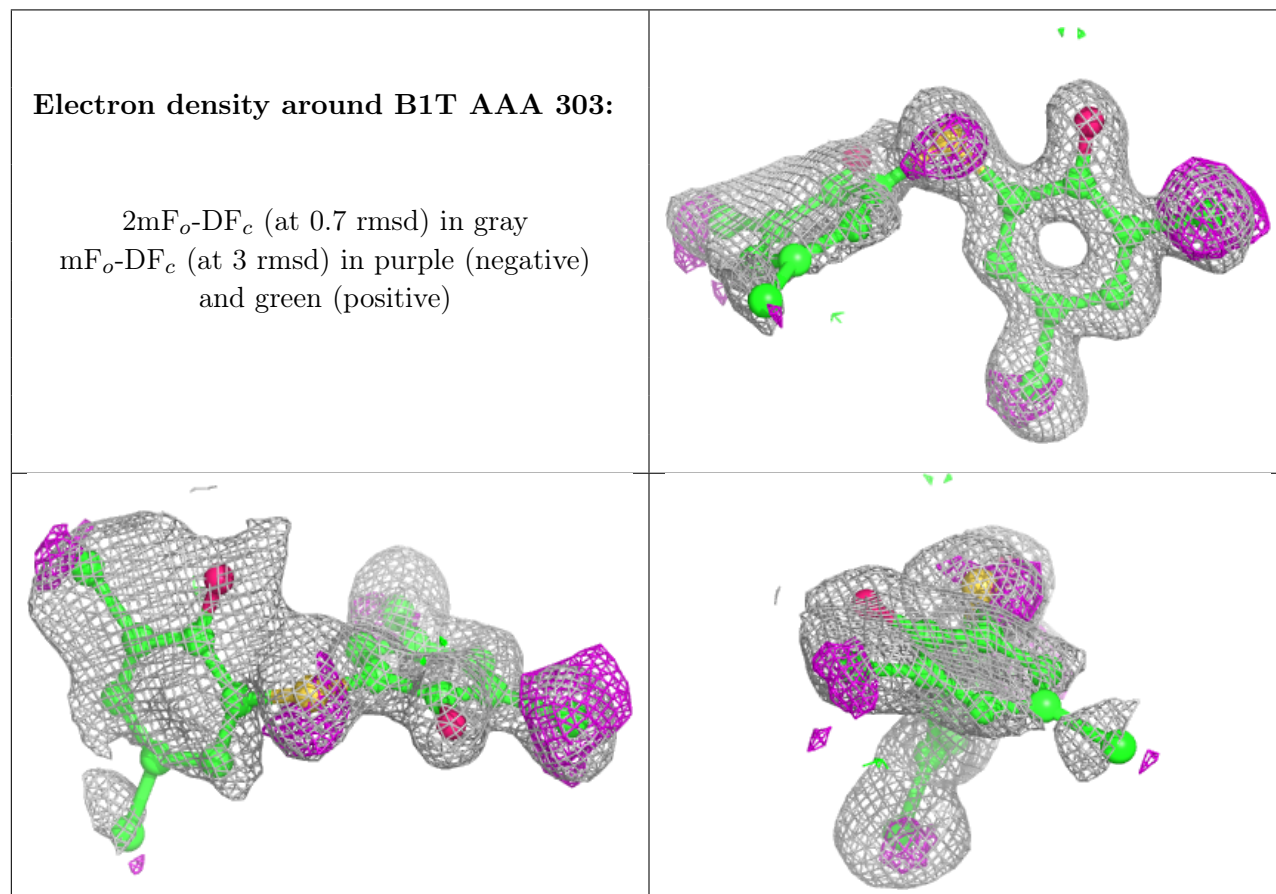 Electron density around B1T AAA 303:
2mFₒ-DF𝑐 (at 0.7 rmsd) in gray
mFₒ-DF𝑐 (at 3 rmsd) in purple (negative)
and green (positive)